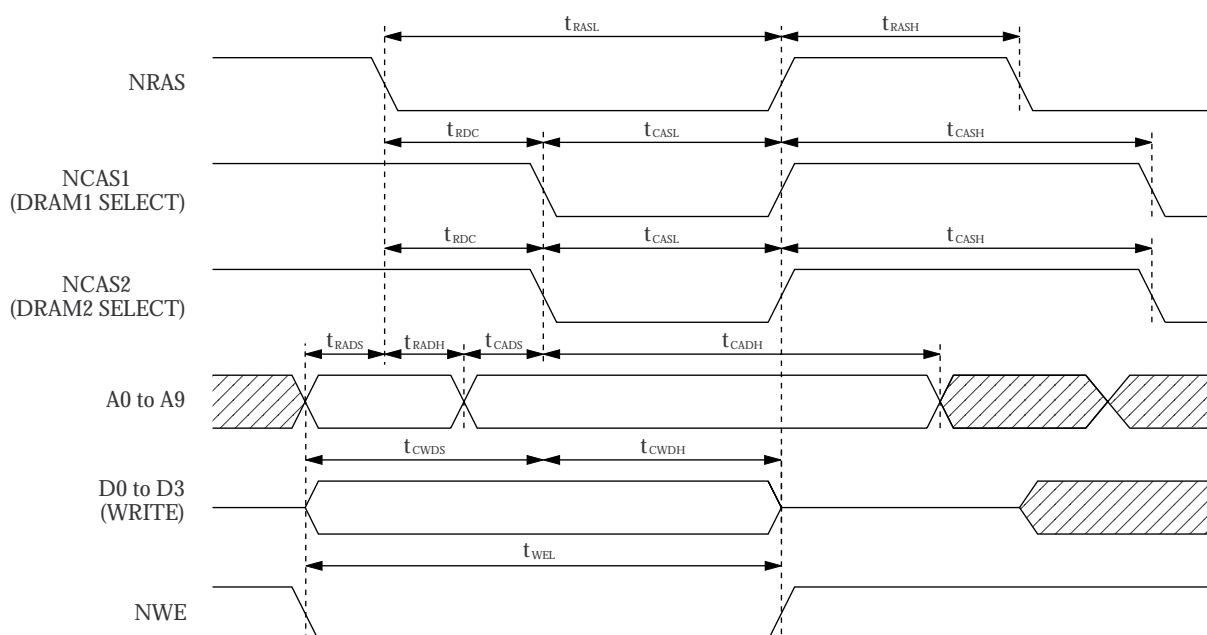 tRASL tRASH
NRAS
tRDC tCASL tCASH
NCAS1
(DRAM1 SELECT)
tRDC tCASL tCASH
NCAS2
(DRAM2 SELECT)
tRADS tRADH tCADS tCADH
A0 to A9
tCWDS tCWDH
D0 to D3
(WRITE)
tWEL
NWE